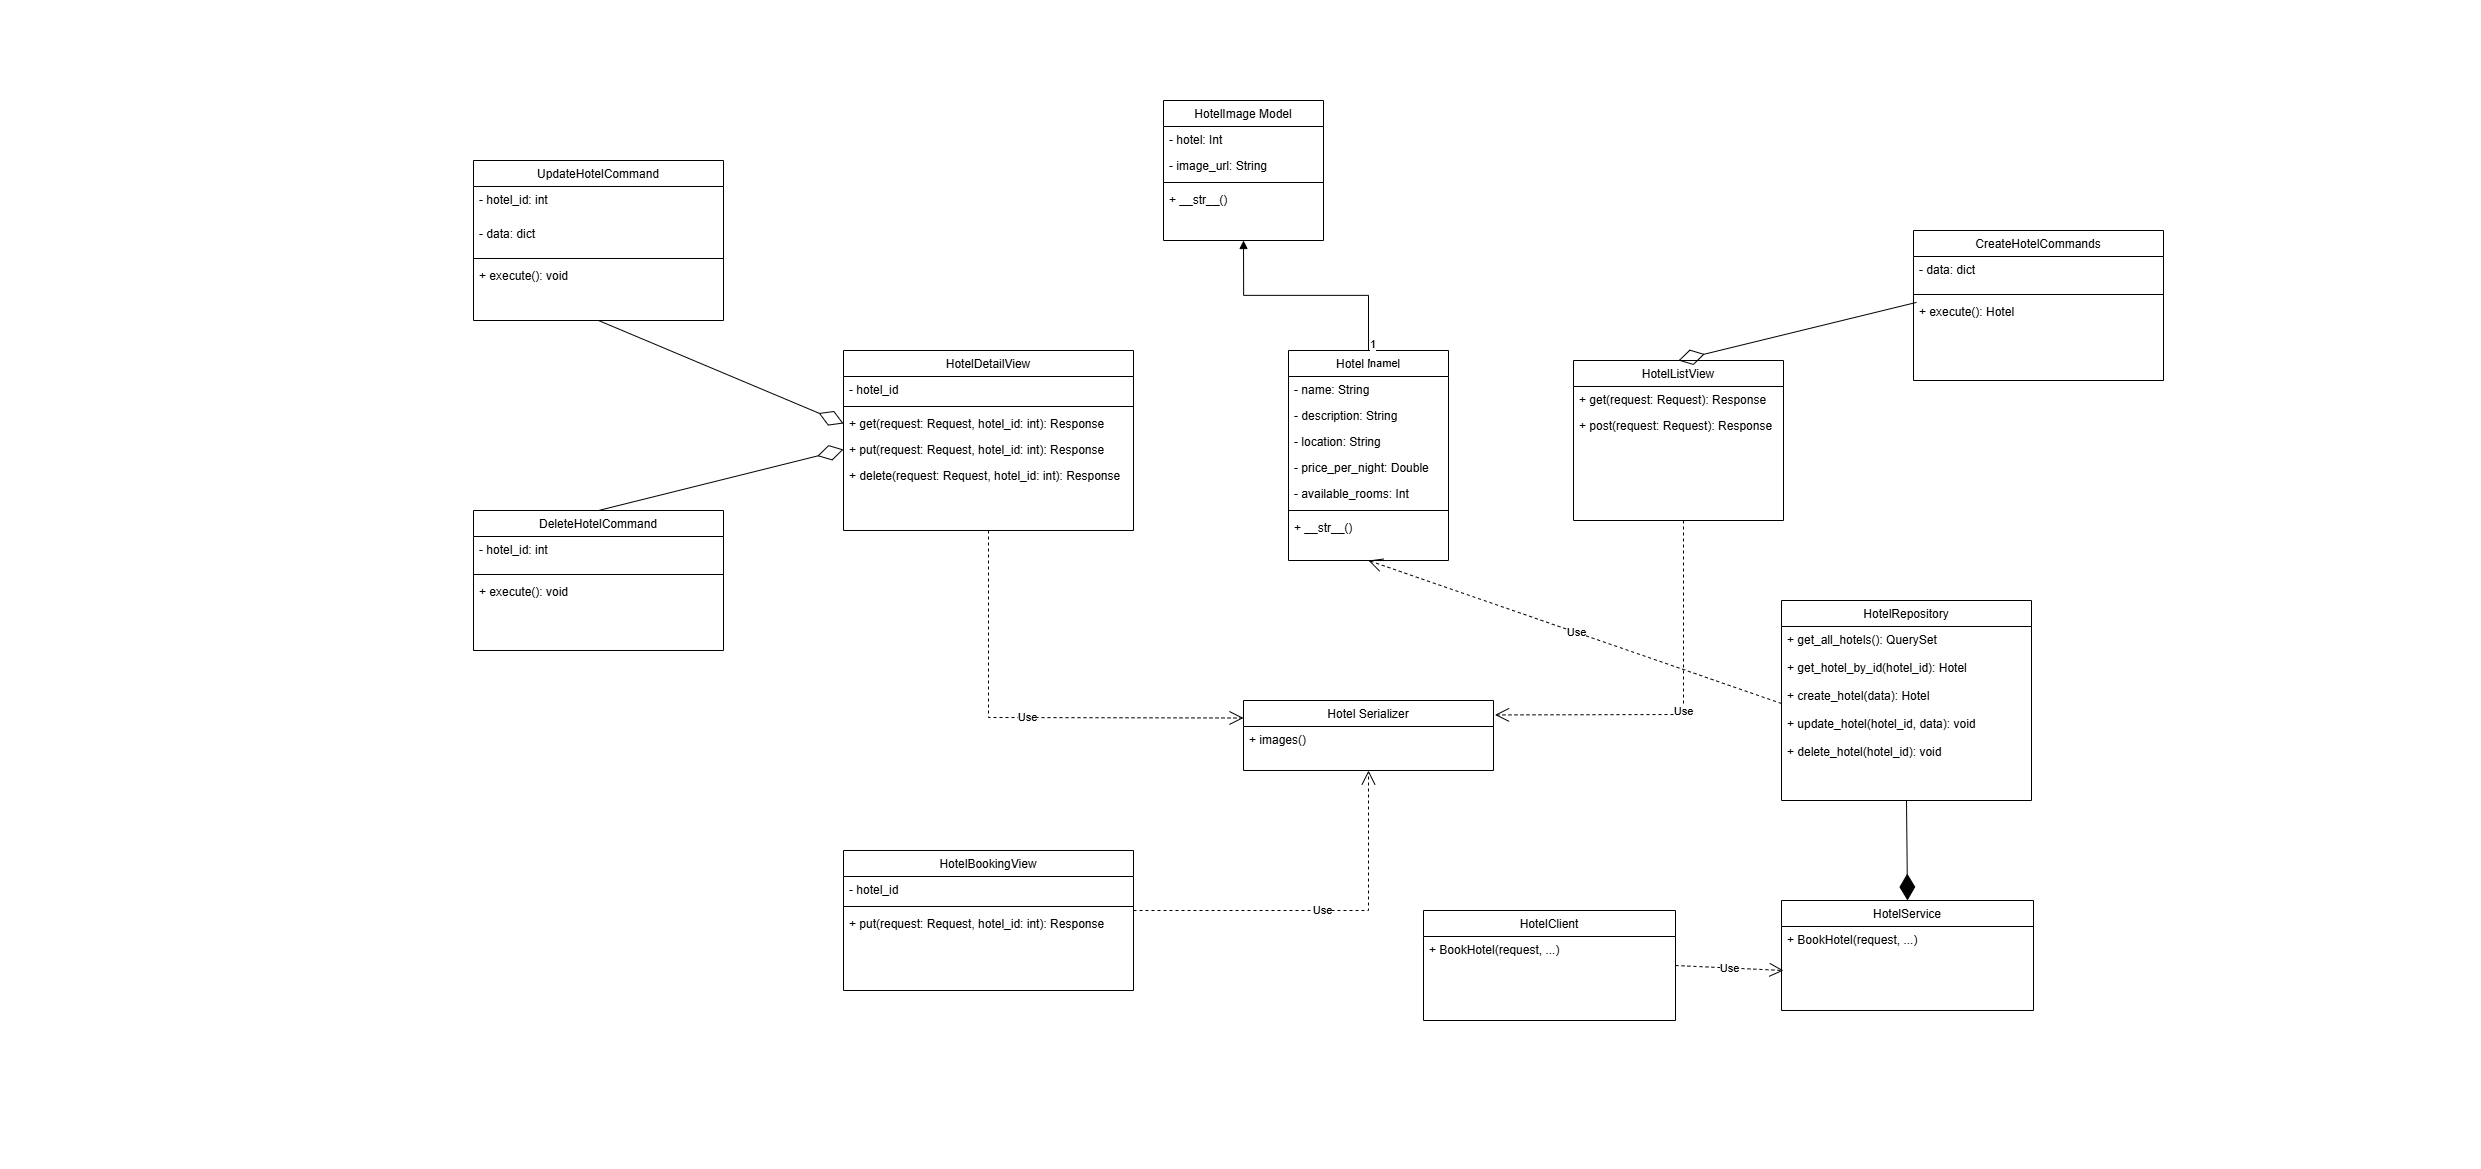 HotelImage Model
- hotel: Int
- image_url: String
+ __str__()
UpdateHotelCommand
- hotel_id: int
- data: dict
+ execute(): void
CreateHotelCommands
- data: dict
+ execute(): Hotel
HotelDetailView
- hotel_id
+ get(request: Request, hotel_id: int): Response
+ put(request: Request, hotel_id: int): Response
+ delete(request: Request, hotel_id: int): Response
1
Hotel
name
- name: String
- description: String
- location: String
- price_per_night: Double
- available_rooms: Int
+ __str__()
HotelListView
+ get(request: Request): Response
+ post(request: Request): Response
DeleteHotelCommand
- hotel_id: int
+ execute(): void
Use
HotelRepository
+ get_all_hotels(): QuerySet
+ get_hotel_by_id(hotel_id): Hotel
+ create_hotel(data): Hotel
+ update_hotel(hotel_id, data): void
+ delete_hotel(hotel_id): void
Use
Hotel Serializer
+ images()
Use
HotelBookingView
- hotel_id
+ put(request: Request, hotel_id: int): Response
Use
HotelClient
+ BookHotel(request, ...)
Use
HotelService
+ BookHotel(request, ...)